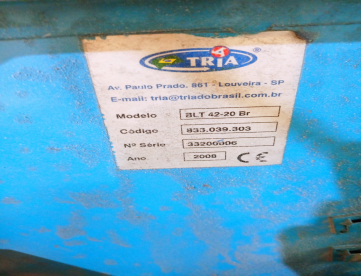 TRIA
Av. Paulo Prado, 861 Louveira - SP
E-mail: tria@triadobrasil.com.br
Modelo BLT 42-20 Br
Código 833.039.303
Nº Série 33200906
Ano 2008 CE